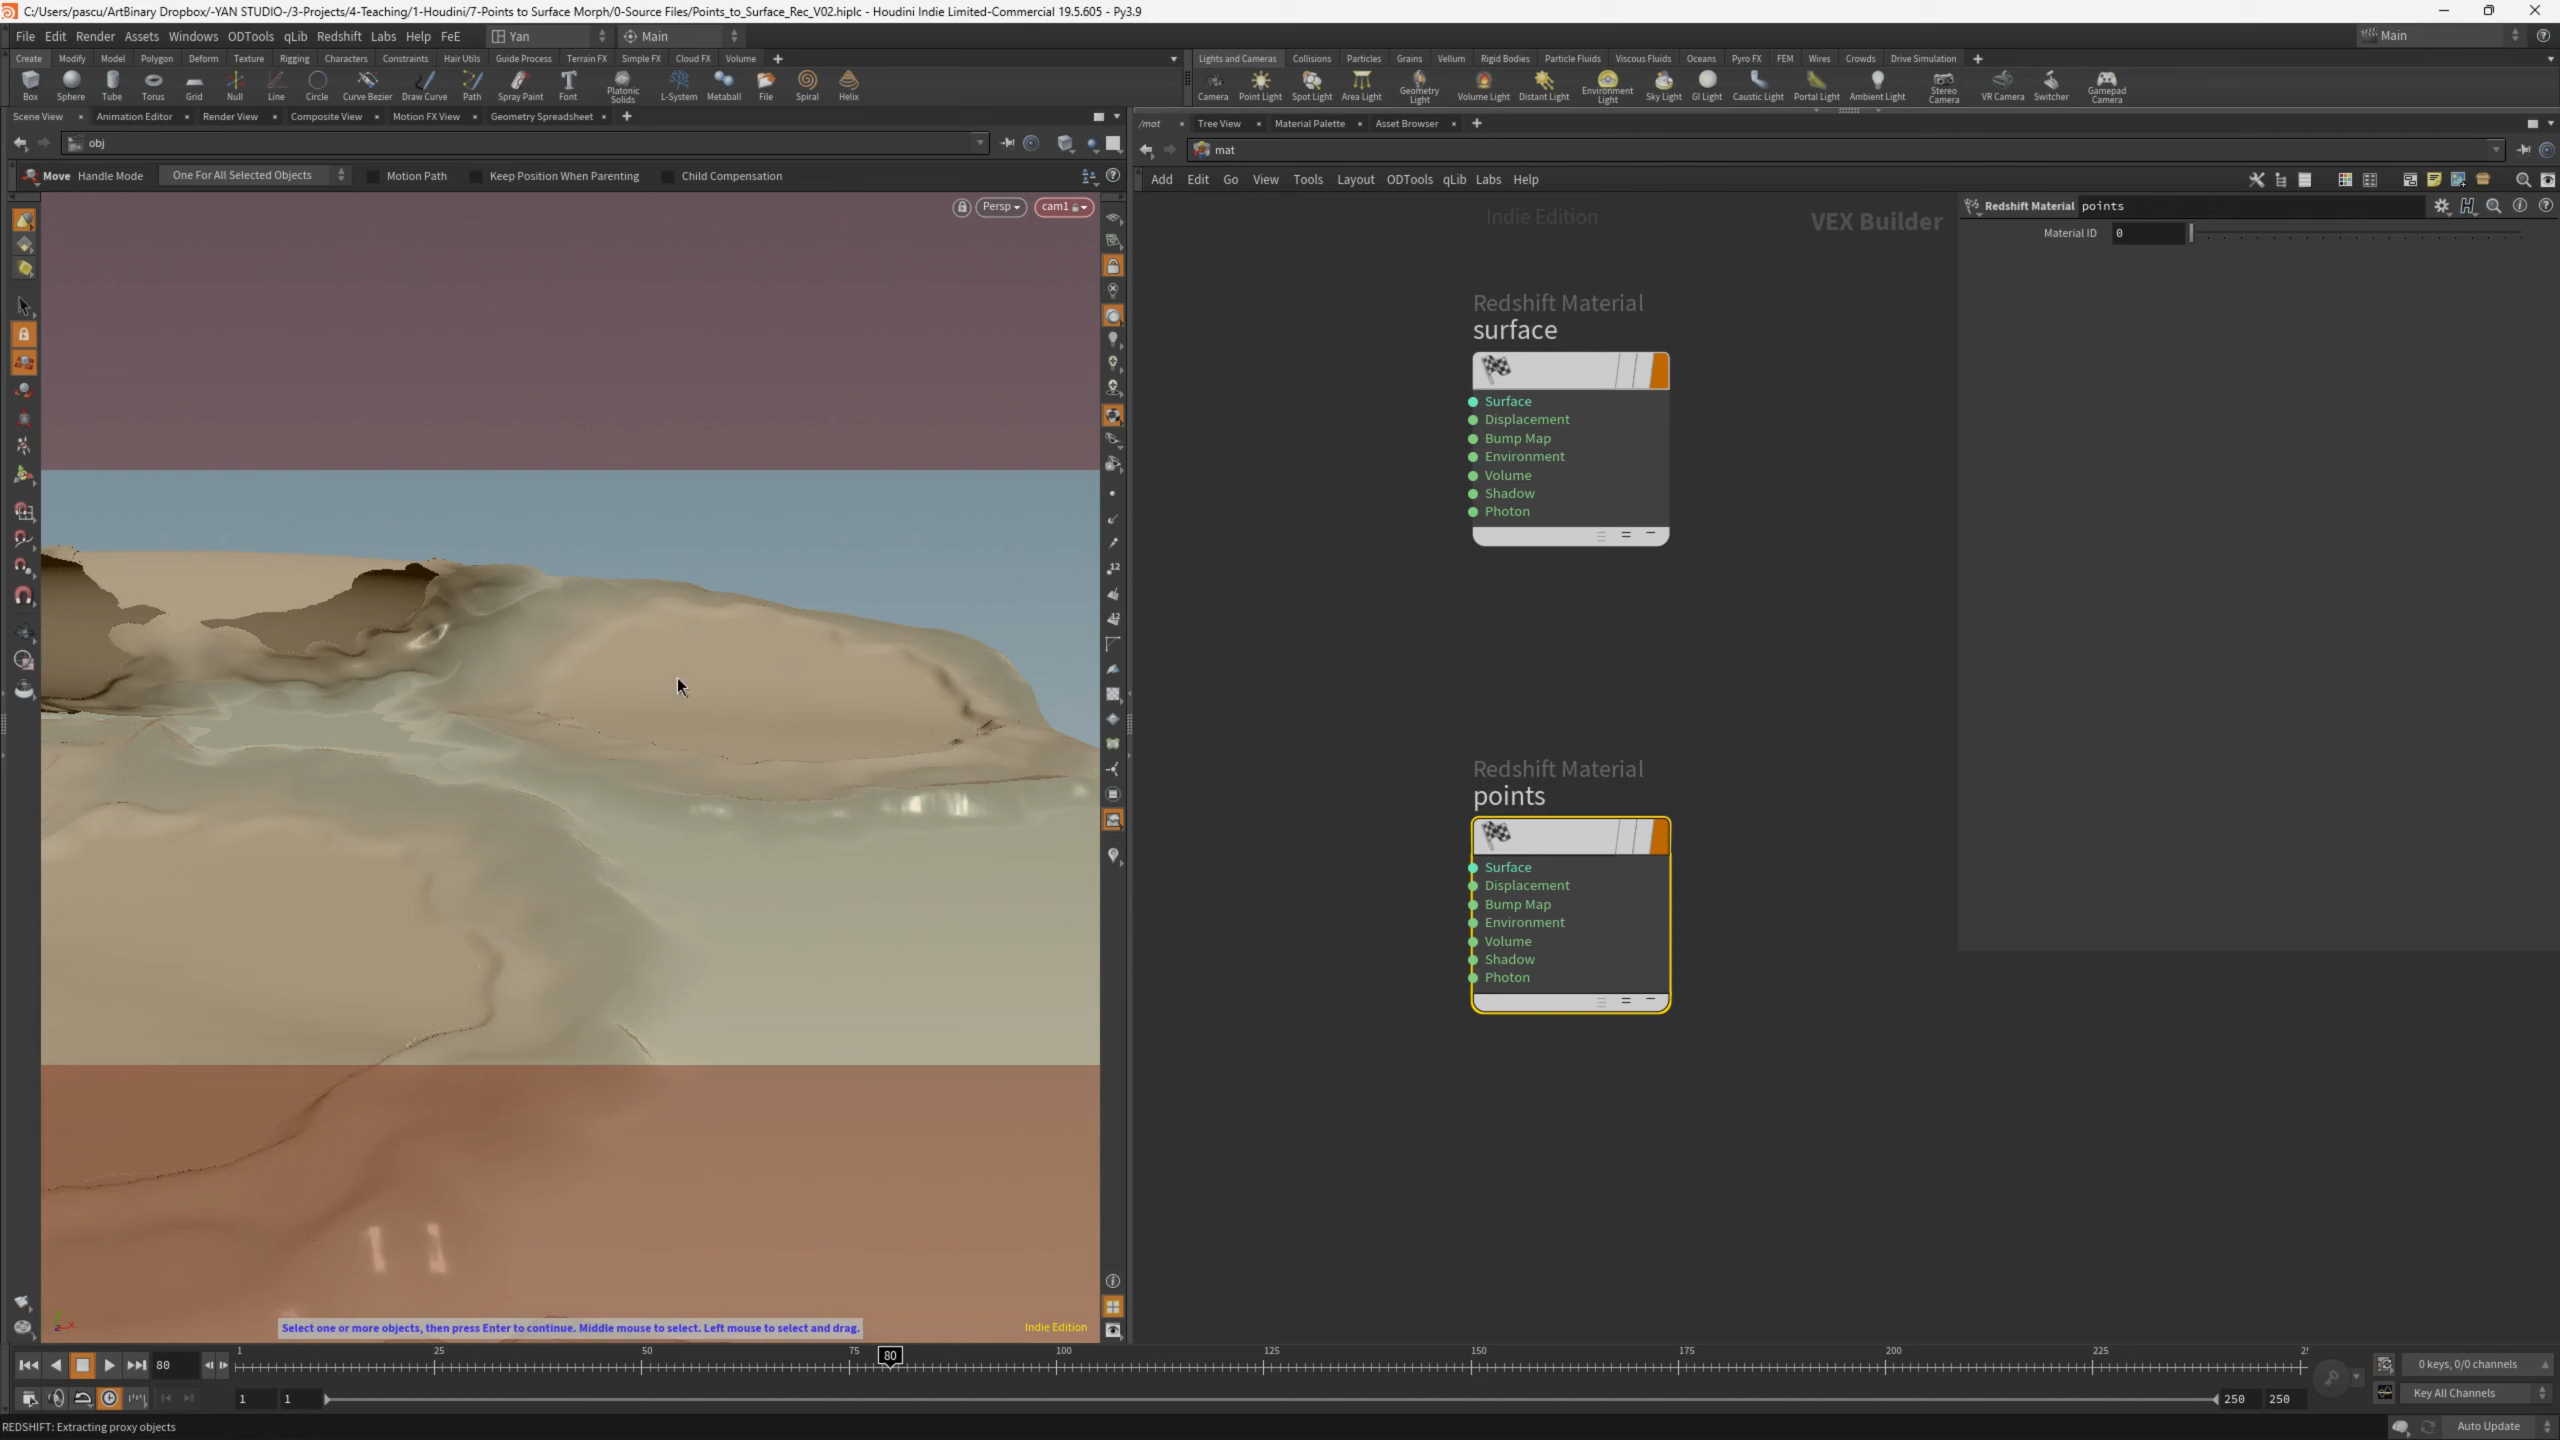 C:/Users/pascu/ArtBinary Dropbox/-YAN STUDIO-/3-Projects/4-Teaching/1-Houdini/7-Points to Surface Morph/0-Source Files/Points_to_Surface_Rec_V02.hiplc - Houdini Indie Limited-Commercial 19.5.605 - Py3.9
File Edit Render Assets Windows ODTools qLib Redshift Labs Help FeE Yan Main Main
Create Modify Model Polygon Deform Texture Rigging Characters Constraints Hair Utils Guide Process Terrain FX Simple FX Cloud FX Volume
Lights and Cameras Collisions Particles Grains Vellum Rigid Bodies Particle Fluids Viscous Fluids Oceans Pyro FX FEM Wires Crowds Drive Simulation
Box Sphere Tube Torus Grid Null Line Circle Curve Bezier Draw Curve Path Spray Paint Font Platonic Solids L-System Metaball File Spiral Helix
Camera Point Light Spot Light Area Light Geometry Light Volume Light Distant Light Environment Light Sky Light GI Light Caustic Light Portal Light Ambient Light Stereo Camera VR Camera Switcher Gamepad Camera
Scene View Animation Editor Render View Composite View Motion FX View Geometry Spreadsheet
/mat Tree View Material Palette Asset Browser
obj
mat
Move Handle Mode One For All Selected Objects Motion Path Keep Position When Parenting Child Compensation
Add Edit Go View Tools Layout ODTools qLib Labs Help
Persp cam1
Indie Edition
VEX Builder
Redshift Material points
Material ID 0
Redshift Material
surface
Surface
Displacement
Bump Map
Environment
Volume
Shadow
Photon
Redshift Material
points
Surface
Displacement
Bump Map
Environment
Volume
Shadow
Photon
12
12
Select one or more objects, then press Enter to continue. Middle mouse to select. Left mouse to select and drag.
Indie Edition
80 1 25 50 75 80 100 125 150 175 200 225
0 keys, 0/0 channels
1 1 250 250
Key All Channels
REDSHIFT: Extracting proxy objects
Auto Update